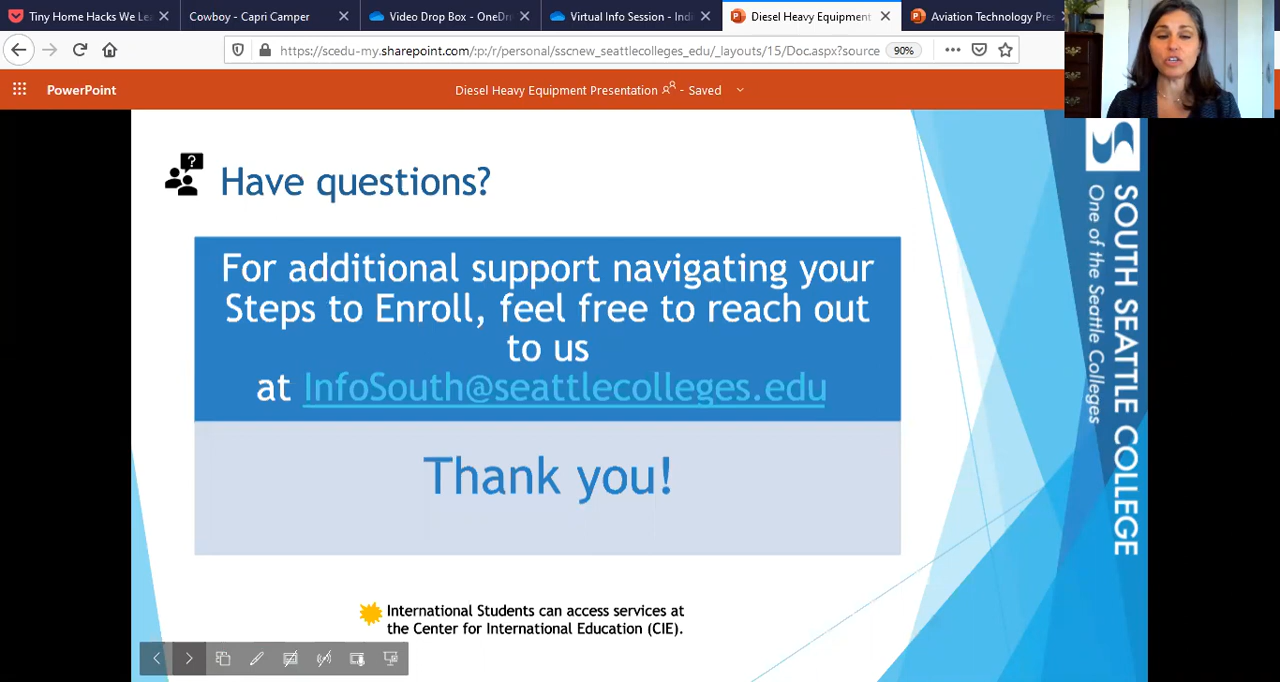 Tiny Home Hacks We Le
Cowboy - Capri Camper
Video Drop Box - OneDri
Virtual Info Session - Indi
Diesel Heavy Equipment
Aviation Technology Pres
https://scedu-my.sharepoint.com/:p:/r/personal/sscnew_seattlecolleges_edu/_layouts/15/Doc.aspx?source
90%
PowerPoint
Diesel Heavy Equipment Presentation - Saved
?
Have questions?
For additional support navigating your
Steps to Enroll, feel free to reach out
to us
at InfoSouth@seattlecolleges.edu
Thank you!
International Students can access services at
the Center for International Education (CIE).
SOUTH SEATTLE COLLEGE
One of the Seattle Colleges